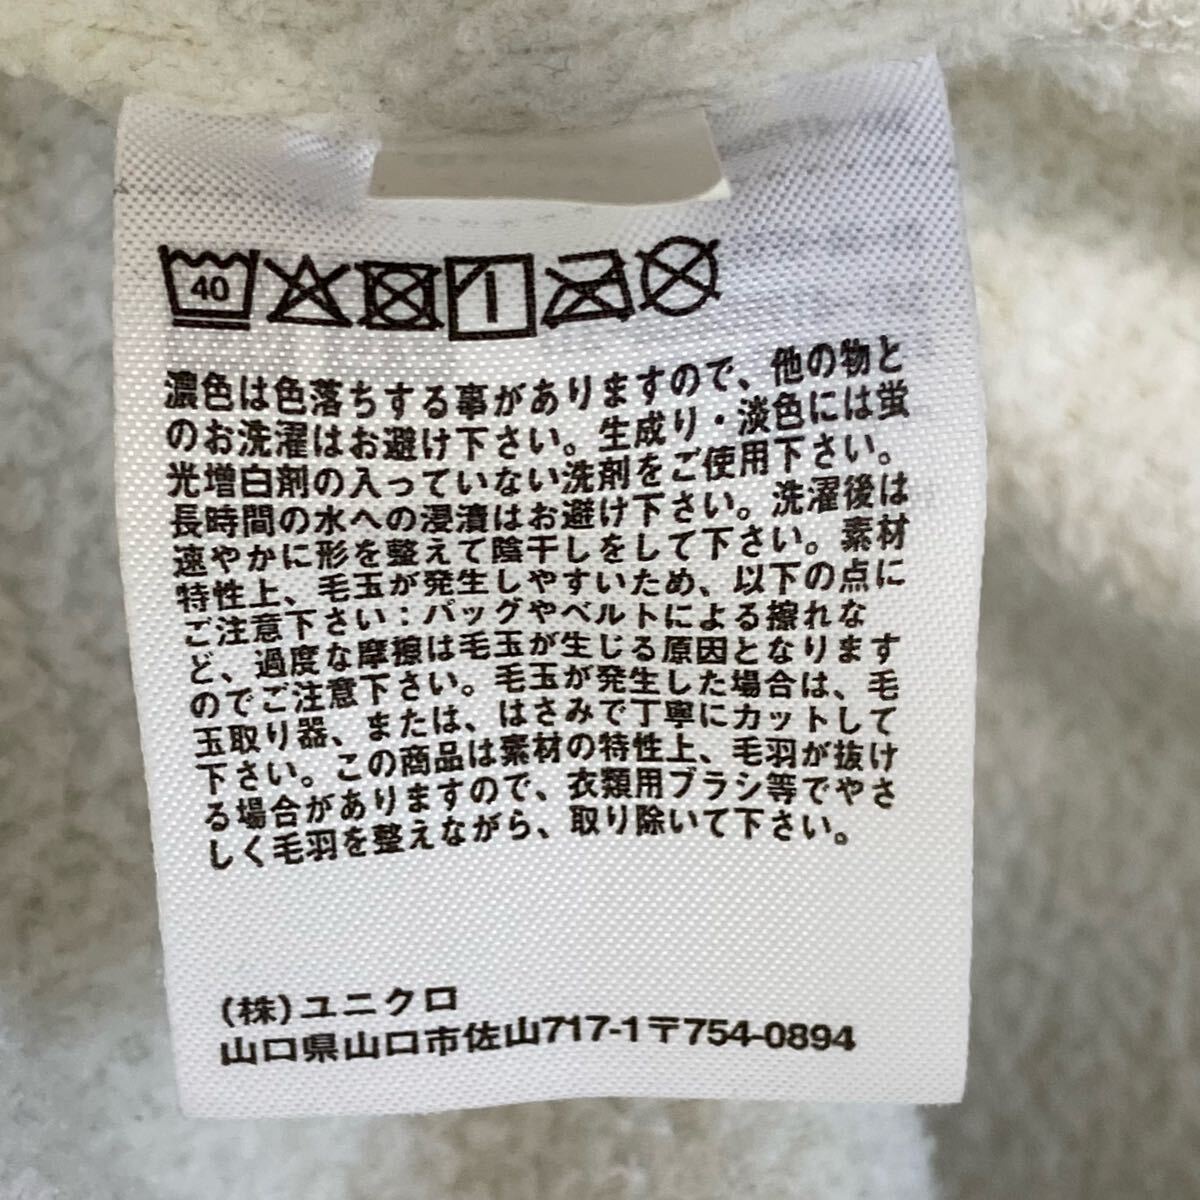 40
濃色は色落ちする事がありますので、他の物と
のお洗濯はお避け下さい。生成り・淡色には蛍
光増白剤の入っていない洗剤をご使用下さい。
長時間の水への浸漬はお避け下さい。洗濯後は
速やかに形を整えて陰干しをして下さい。素材
特性上、毛玉が発生しやすいため、以下の点に
ご注意下さい：バッグやベルトによる擦れな
ど、過度な摩擦は毛玉が生じる原因となります
のでご注意下さい。毛玉が発生した場合は、毛
玉取り器、または、はさみで丁寧にカットして
下さい。この商品は素材の特性上、毛羽が抜け
る場合がありますので、衣類用ブラシ等でやさ
しく毛羽を整えながら、取り除いて下さい。
(株)ユニクロ
山口県山口市佐山717-1〒754-0894